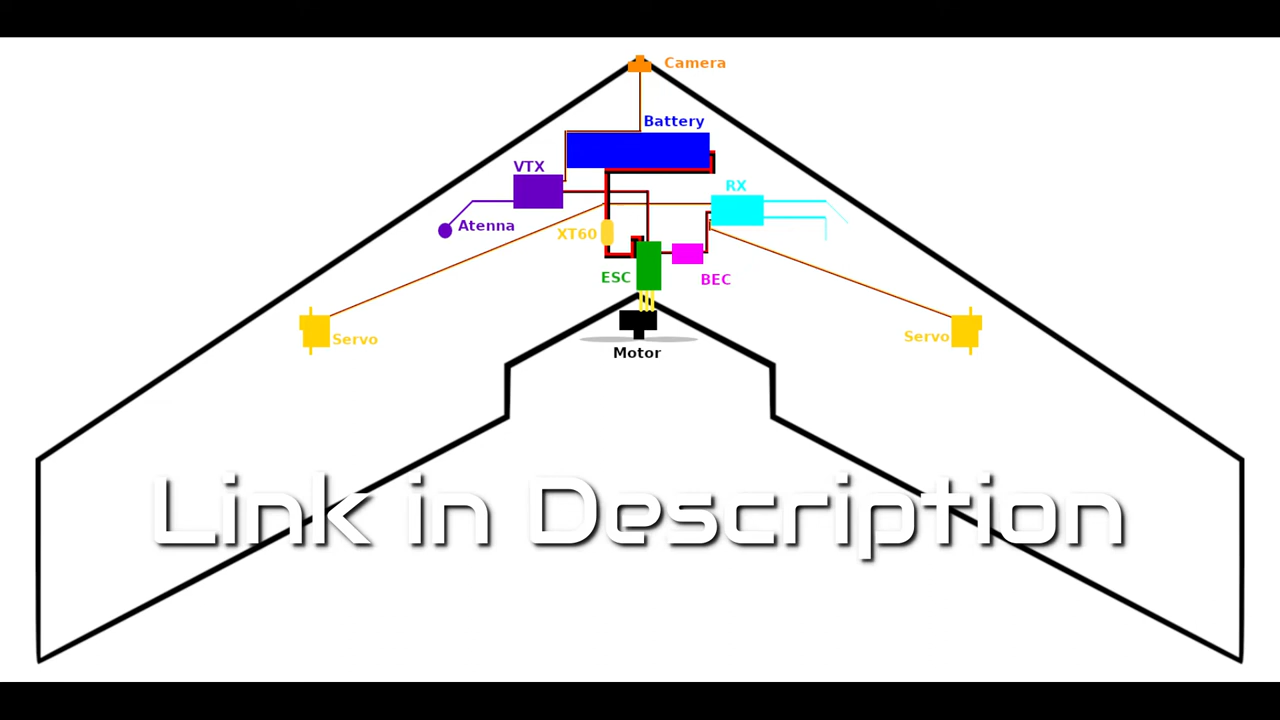 Camera
Battery
VTX
RX
Atenna
XT60
ESC
BEC
Servo
Servo
Motor
Link in Description